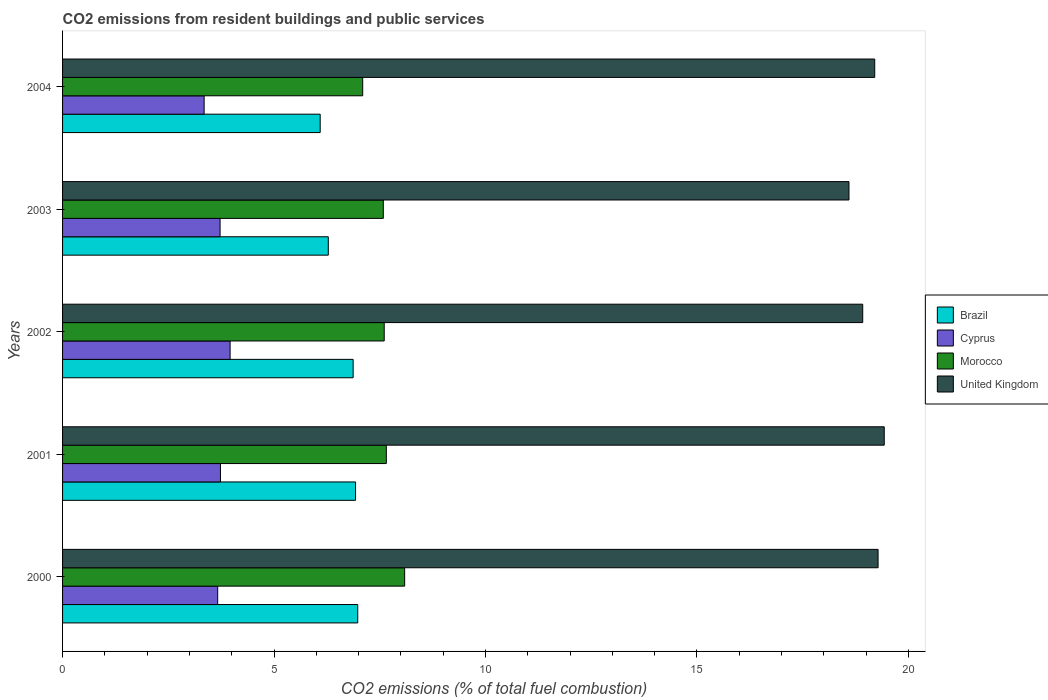 CO2 emissions from resident buildings and public services
2004
2003
2002
2001
2000
Years
0
5
10
15
20
CO2 emissions (% of total fuel combustion)
Brazil
Cyprus
Morocco
United Kingdom